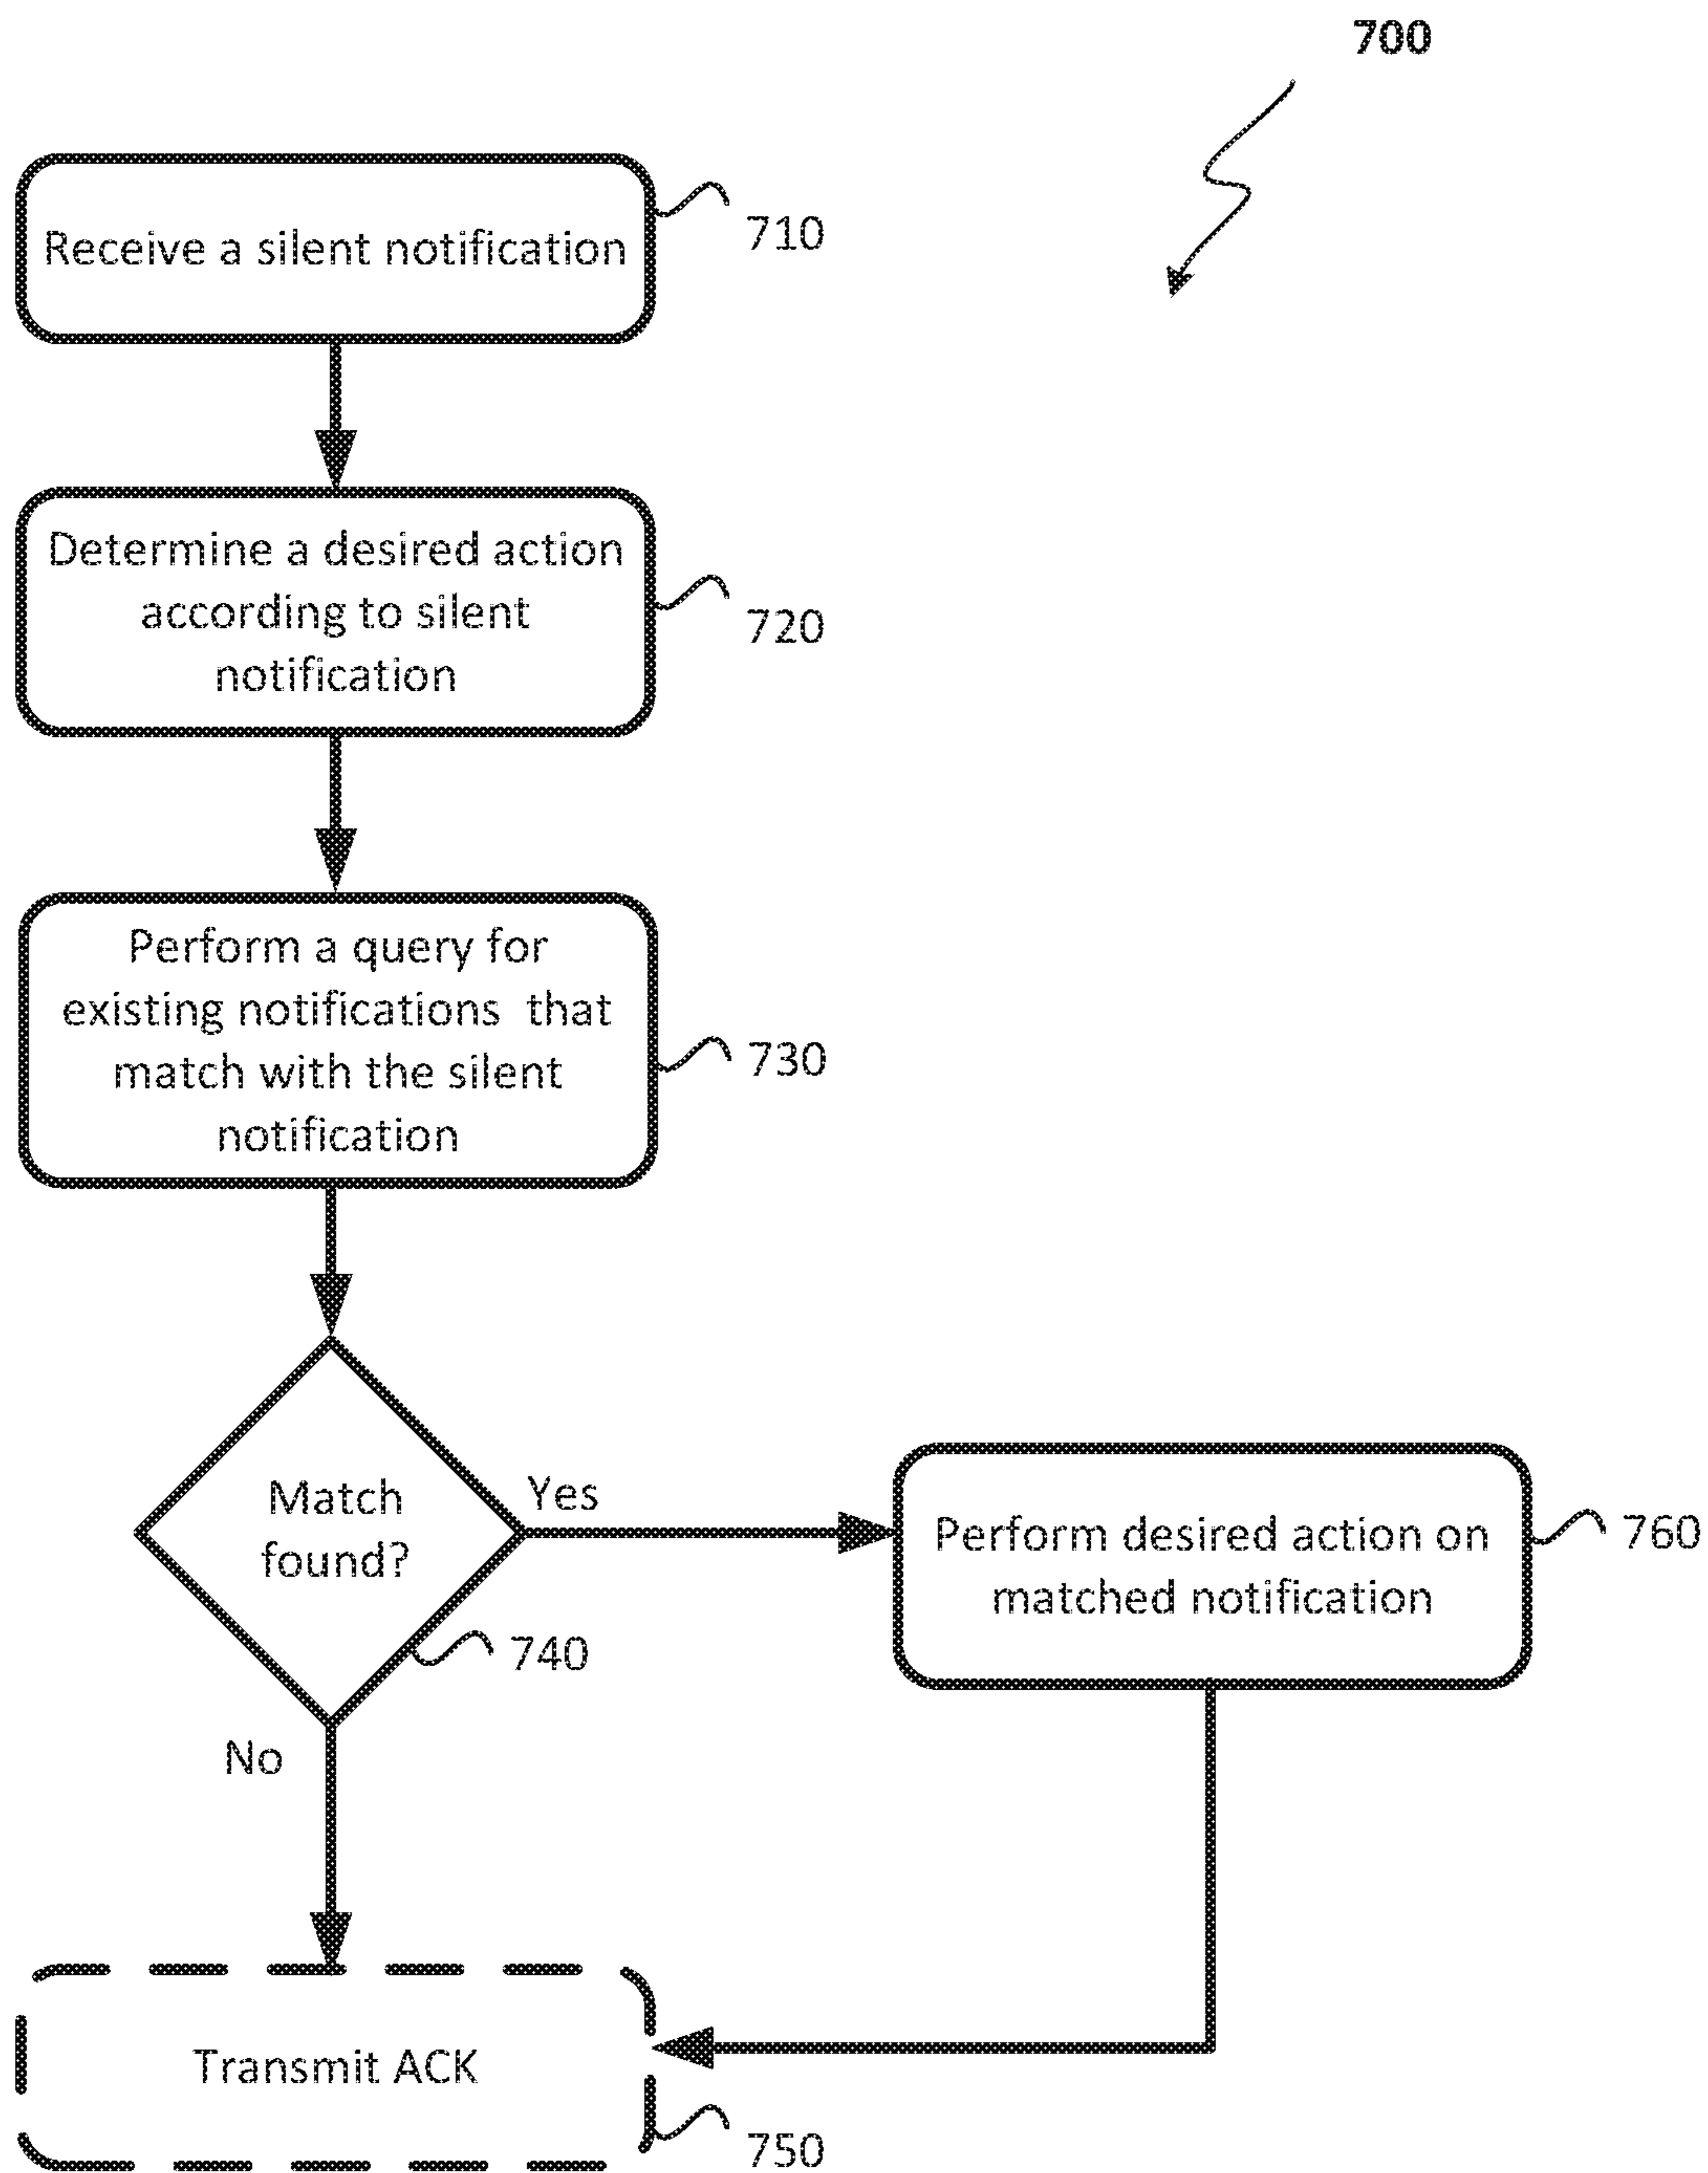 700
Receive a silent notification
710
Determine a desired action
according to silent
notification
720
Perform a query for
existing notifications that
match with the silent
notification
730
Match
found?
740
Yes
Perform desired action on
matched notification
760
No
Transmit ACK
750